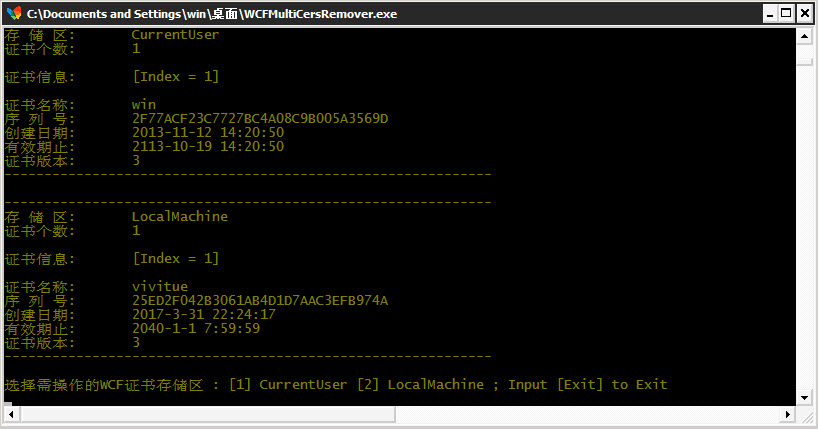 C:\Documents and Settings\win\桌面\WCFMultiCersRemover.exe
存 储 区: CurrentUser
证书个数: 1
证书信息: [Index = 1]
证书名称: win
序 列 号: 2F77ACF23C7727BC4A08C9B005A3569D
创建日期: 2013-11-12 14:20:50
有效期止: 2113-10-19 14:20:50
证书版本: 3
-------------------------------------------------------------
-------------------------------------------------------------
存 储 区: LocalMachine
证书个数: 1
证书信息: [Index = 1]
证书名称: vivitue
序 列 号: 25ED2F042B3061AB4D1D7AAC3EFB974A
创建日期: 2017-3-31 22:24:17
有效期止: 2040-1-1 7:59:59
证书版本: 3
-------------------------------------------------------------
选择需操作的WCF证书存储区 : [1] CurrentUser [2] LocalMachine ; Input [Exit] to Exit